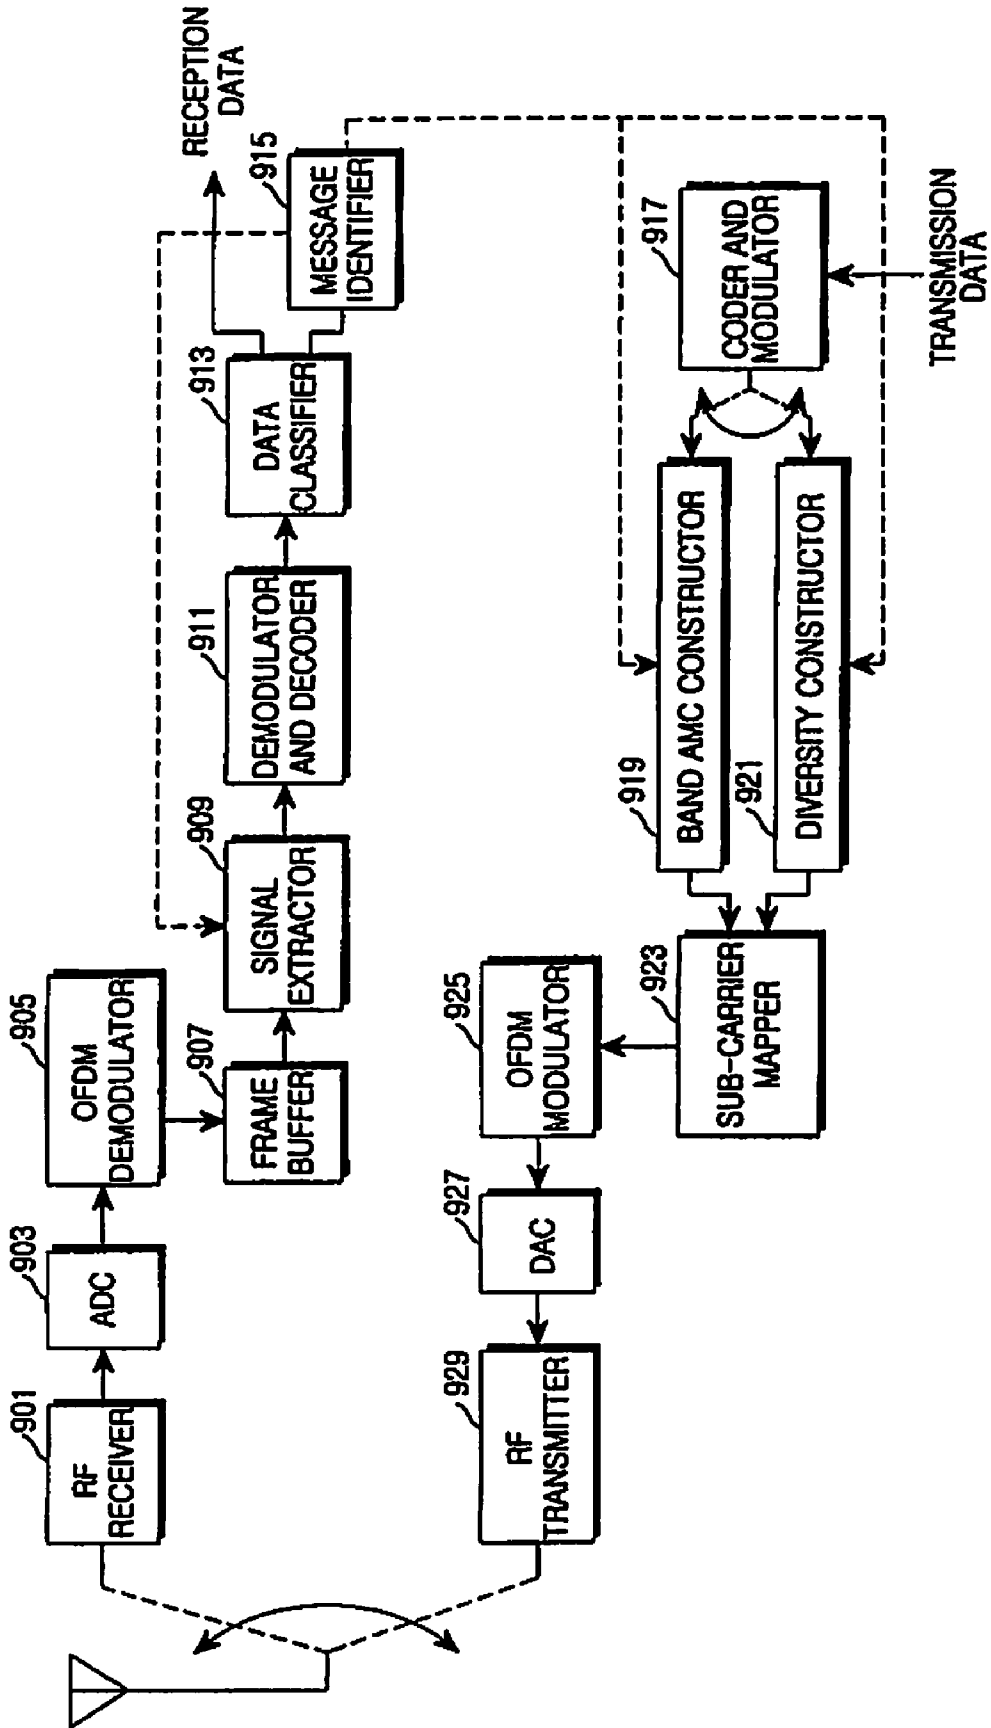 901
RF
RECEIVER
903
ADC
905
OFDM
DEMODULATOR
907
FRAME
BUFFER
909
SIGNAL
EXTRACTOR
911
DEMODULATOR
AND DECODER
913
DATA
CLASSIFIER
RECEPTION
DATA
915
MESSAGE
IDENTIFIER
929
RF
TRANSMITTER
927
DAC
925
OFDM
MODULATOR
923
SUB-CARRIER
MAPPER
919
BAND AMC CONSTRUCTOR
921
DIVERSITY CONSTRUCTOR
917
CODER AND
MODULATOR
TRANSMISSION
DATA